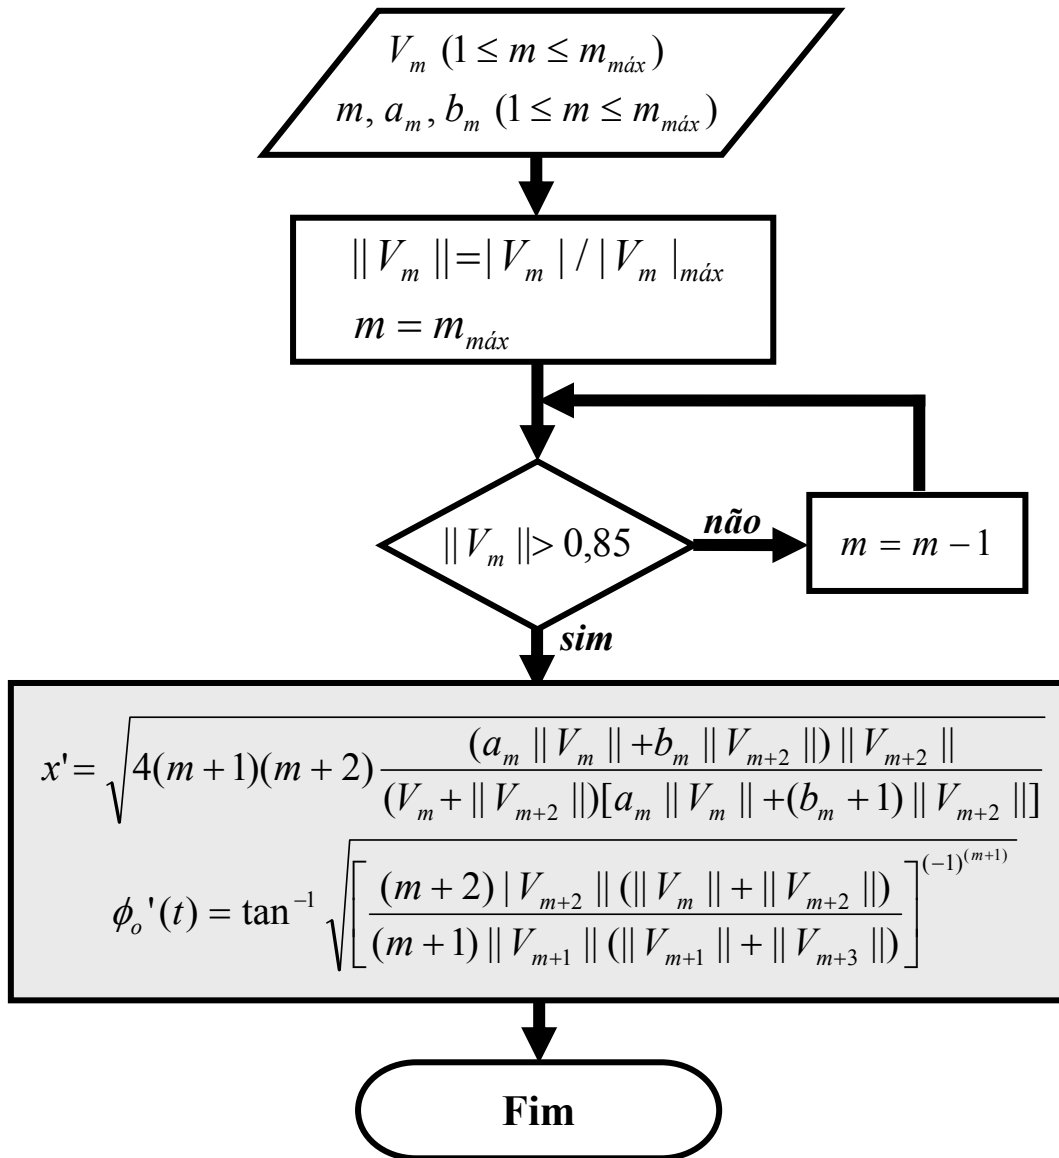 V_m (1 ≤ m ≤ m_máx)
m, a_m, b_m (1 ≤ m ≤ m_máx)
|| V_m || = | V_m | / | V_m |_máx
m = m_máx
|| V_m || > 0,85
não
m = m − 1
sim
x' = √(4(m+1)(m+2) (a_m || V_m || + b_m || V_{m+2} ||) || V_{m+2} || / ((V_m + || V_{m+2} ||)[a_m || V_m || + (b_m + 1) || V_{m+2} ||]))
ϕ_o '(t) = tan⁻¹ √([(m+2) | V_{m+2} || (|| V_m || + || V_{m+2} ||) / ((m+1) || V_{m+1} || (|| V_{m+1} || + || V_{m+3} ||))]^{(-1)^{(m+1)}})
Fim